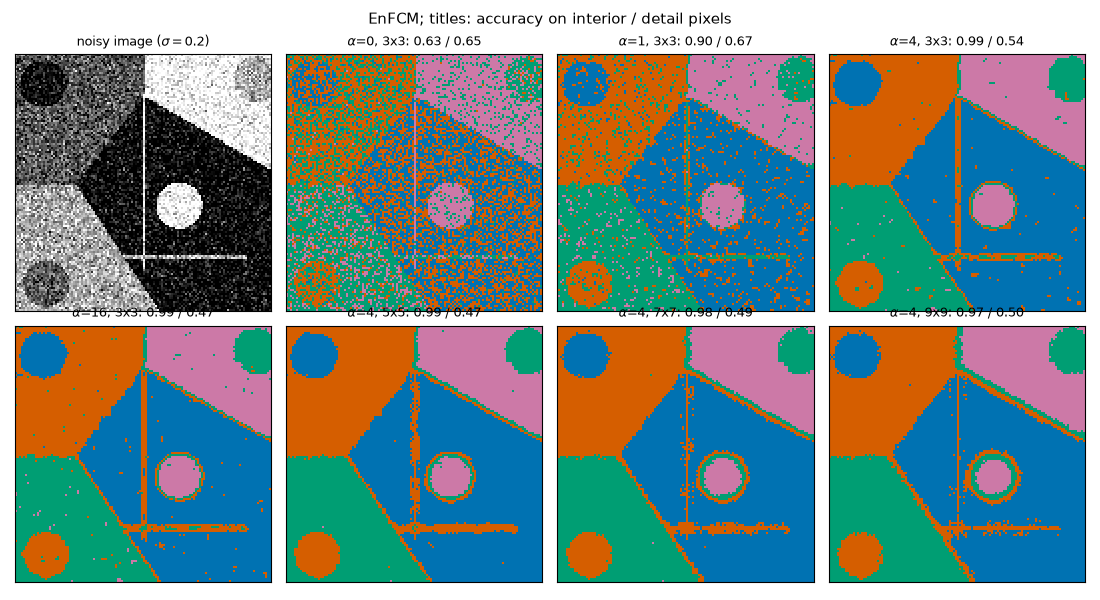 EnFCM; titles: accuracy on interior / detail pixels
noisy image (σ = 0.2)
α=0, 3x3: 0.63 / 0.65
α=1, 3x3: 0.90 / 0.67
α=4, 3x3: 0.99 / 0.54
α=16, 3x3: 0.99 / 0.47
α=4, 5x5: 0.99 / 0.47
α=4, 7x7: 0.98 / 0.49
α=4, 9x9: 0.97 / 0.50